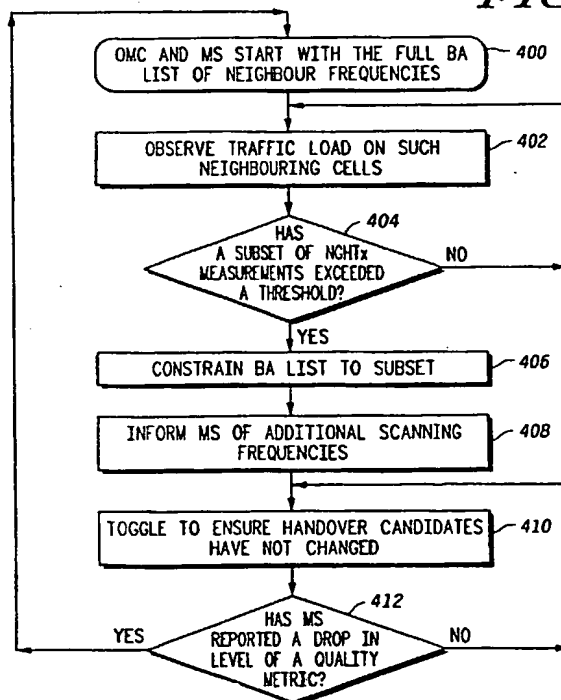 OMC AND MS START WITH THE FULL BA
LIST OF NEIGHBOUR FREQUENCIES
400
OBSERVE TRAFFIC LOAD ON SUCH
NEIGHBOURING CELLS
402
404
HAS
A SUBSET OF NGHTx
MEASUREMENTS EXCEEDED
A THRESHOLD?
NO
YES
CONSTRAIN BA LIST TO SUBSET
406
INFORM MS OF ADDITIONAL SCANNING
FREQUENCIES
408
TOGGLE TO ENSURE HANDOVER CANDIDATES
HAVE NOT CHANGED
410
412
HAS MS
REPORTED A DROP IN
LEVEL OF A QUALITY
METRIC?
YES
NO